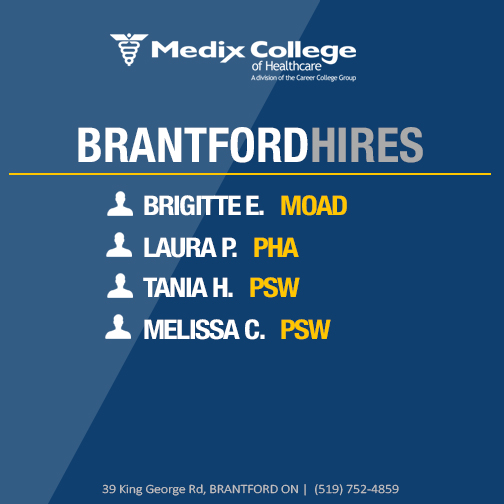 Medix College
of Healthcare
A division of the Career College Group
BRANTFORDHIRES
BRIGITTE E. MOAD
LAURA P. PHA
TANIA H. PSW
MELISSA C. PSW
39 King George Rd, BRANTFORD ON | (519) 752-4859